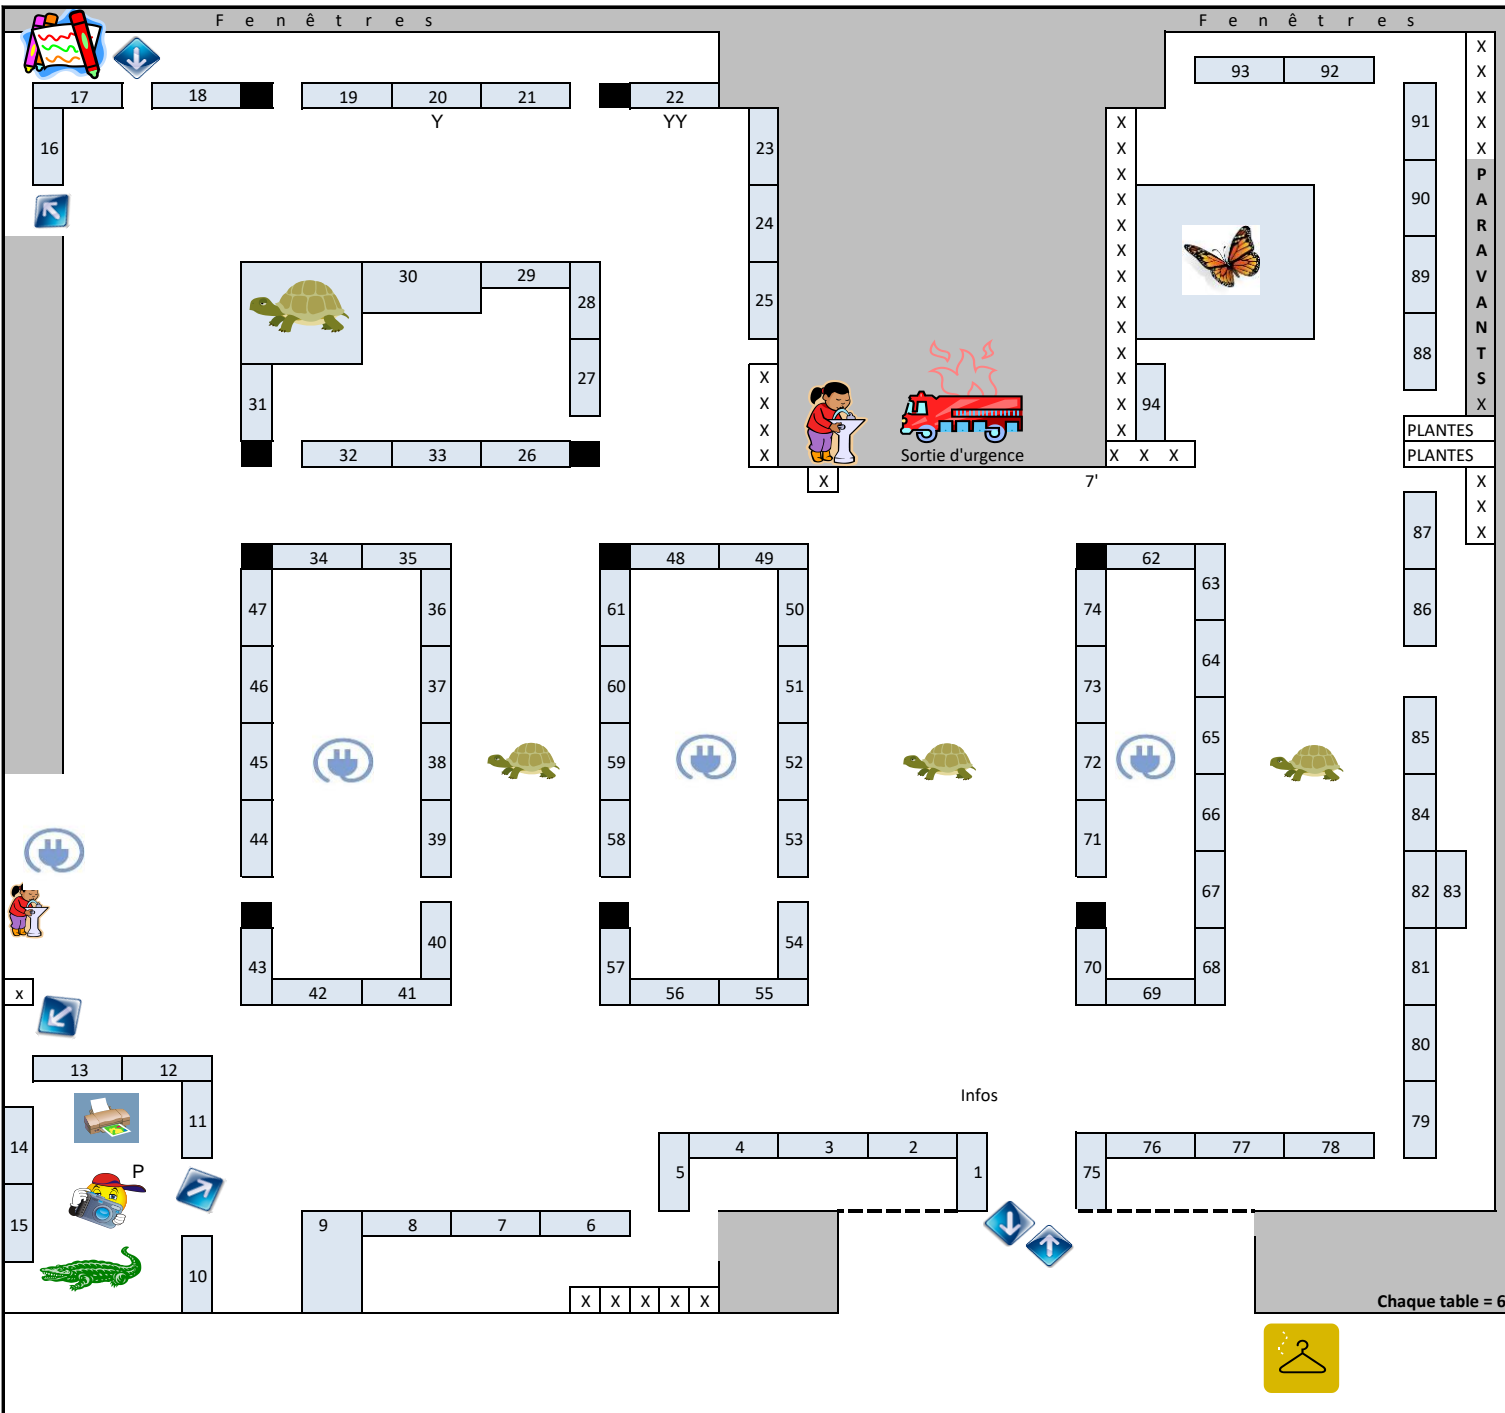 Fenêtres Fenêtres
X
93 92
X
17 18 19 20 21 22
X
91
Y YY X X
16 23 X X
X P
90 A
X R
24 X A
30 29 X V
28 25 X 89 A
X N
X 88 T
27 X X S
31 X X 94 X
X X PLANTES
32 33 26 X Sortie d'urgence X X X PLANTES
X 7' X
X
87 X
34 35 48 49 62
63
47 36 61 50 74 86
64
46 37 60 51 73
65 85
45 38 59 52 72
66 84
44 39 58 53 71
67 82 83
40 54
43 57 70 68 81
x 42 41 56 55 69
80
13 12
Infos
11 79
14 4 3 2 76 77 78
P 5 1 75
15 9 8 7 6
10
X X X X X Chaque table = 6